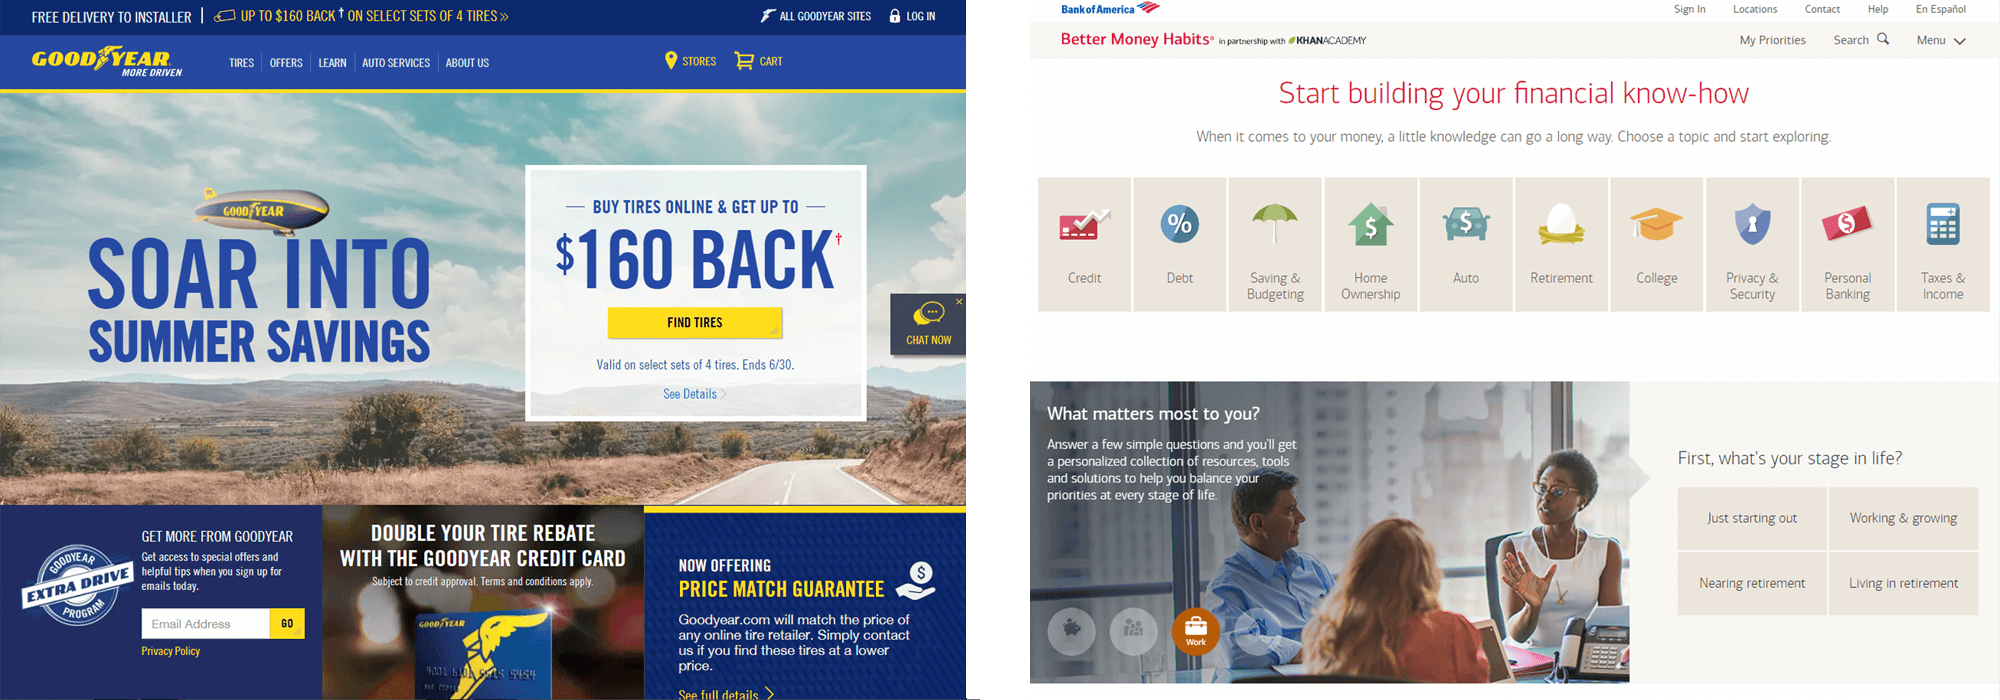 FREE DELIVERY TO INSTALLER
UP TO $160 BACK † ON SELECT SETS OF 4 TIRES »
ALL GOODYEAR SITES
LOG IN
GOODYEAR
MORE DRIVEN
TIRES
OFFERS
LEARN
AUTO SERVICES
ABOUT US
STORES
CART
GOODYEAR
SOAR INTO
SUMMER SAVINGS
BUY TIRES ONLINE & GET UP TO
$160 BACK†
FIND TIRES
Valid on select sets of 4 tires. Ends 6/30.
See Details
CHAT NOW
GOODYEAR
EXTRA DRIVE
PROGRAM
GET MORE FROM GOODYEAR
Get access to special offers and
helpful tips when you sign up for
emails today.
Email Address
GO
Privacy Policy
DOUBLE YOUR TIRE REBATE
WITH THE GOODYEAR CREDIT CARD
Subject to credit approval. Terms and conditions apply.
GOODYEAR
NOW OFFERING
PRICE MATCH GUARANTEE
$
Goodyear.com will match the price of
any online tire retailer. Simply contact
us if you find these tires at a lower
price.
See full details
Bank of America
Sign In
Locations
Contact
Help
En Español
Better Money Habits® in partnership with KHANACADEMY
My Priorities
Search
Menu
Start building your financial know-how
When it comes to your money, a little knowledge can go a long way. Choose a topic and start exploring.
Credit
%
Debt
Saving &
Budgeting
$
Home
Ownership
$
Auto
Retirement
College
Privacy &
Security
$
Personal
Banking
Taxes &
Income
What matters most to you?
Answer a few simple questions and you'll get
a personalized collection of resources, tools
and solutions to help you balance your
priorities at every stage of life.
Work
First, what's your stage in life?
Just starting out
Working & growing
Nearing retirement
Living in retirement